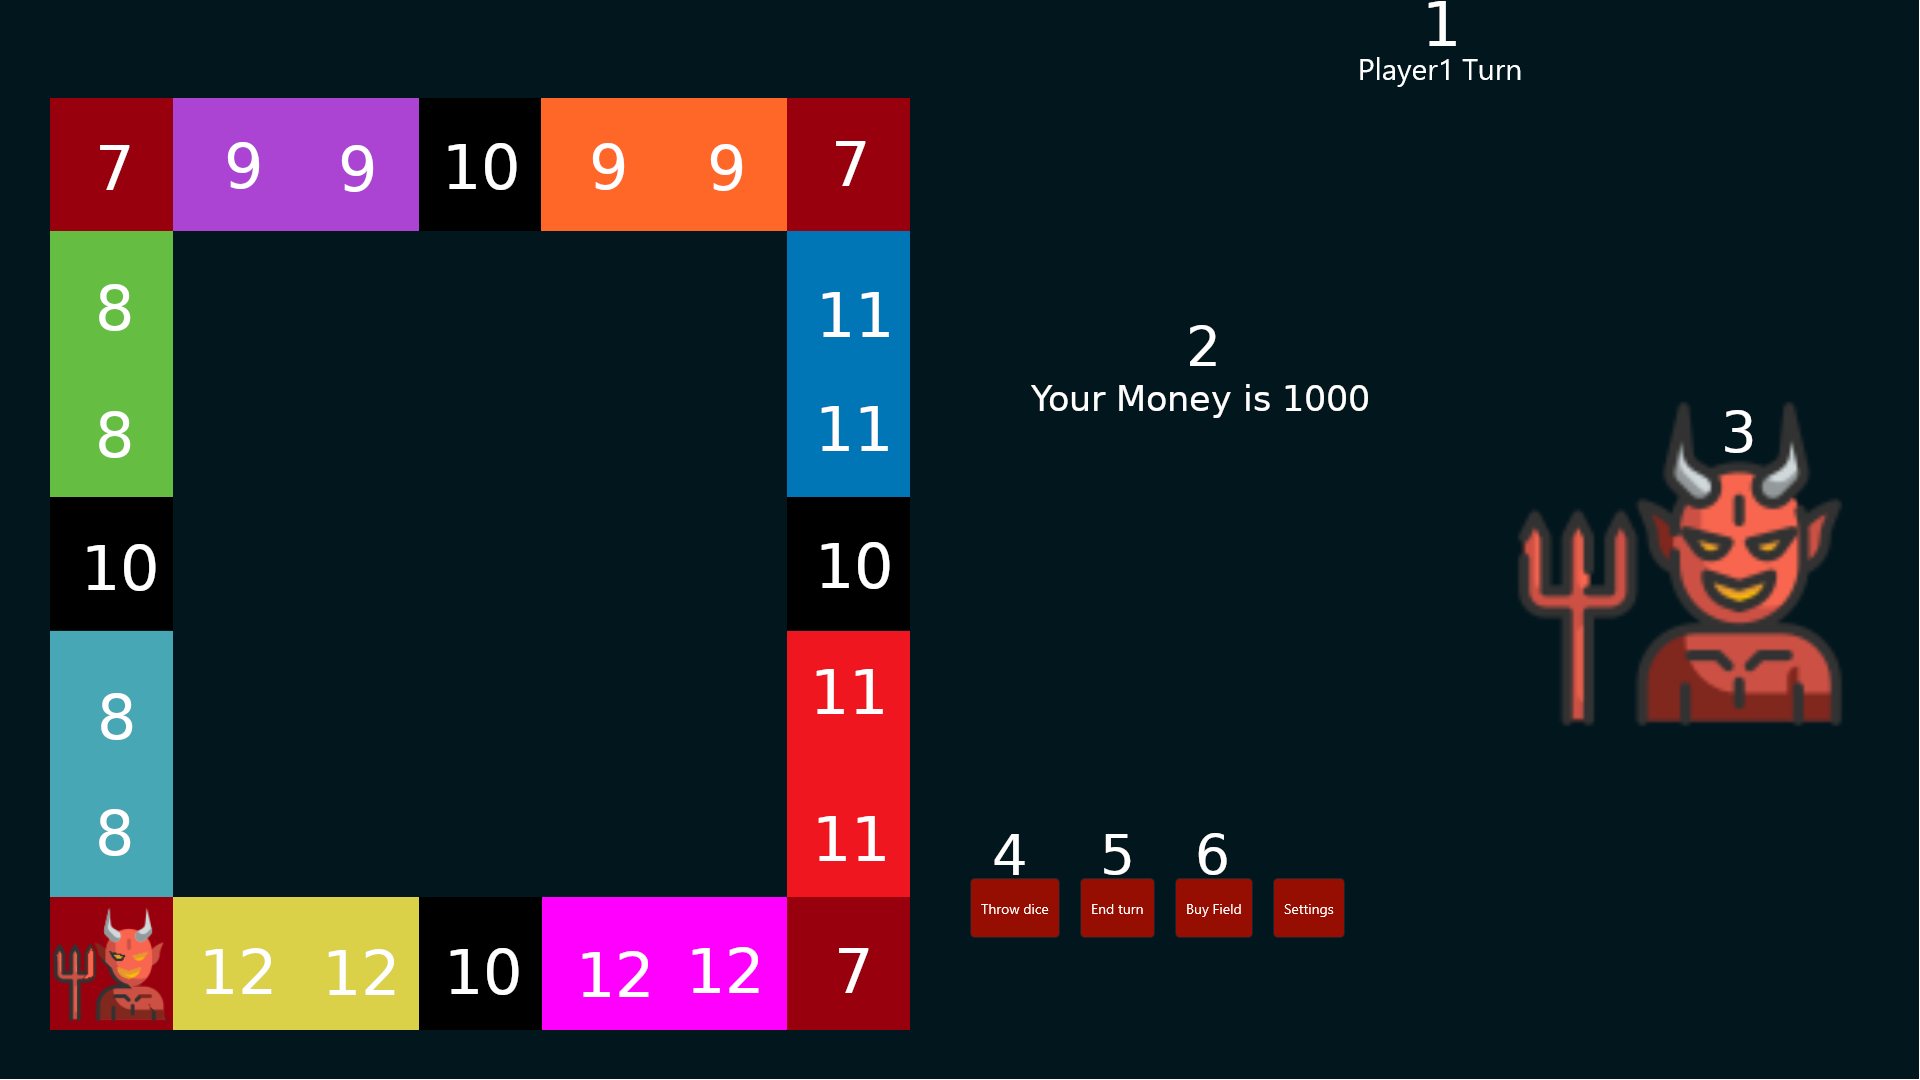 1
Player1 Turn
7 9 9 10 9 9 7
8 11
2
Your Money is 1000
3
8 11
10 10
8 11
8 11
4 5 6
Throw dice End turn Buy Field Settings
12 12 10 12 12 7